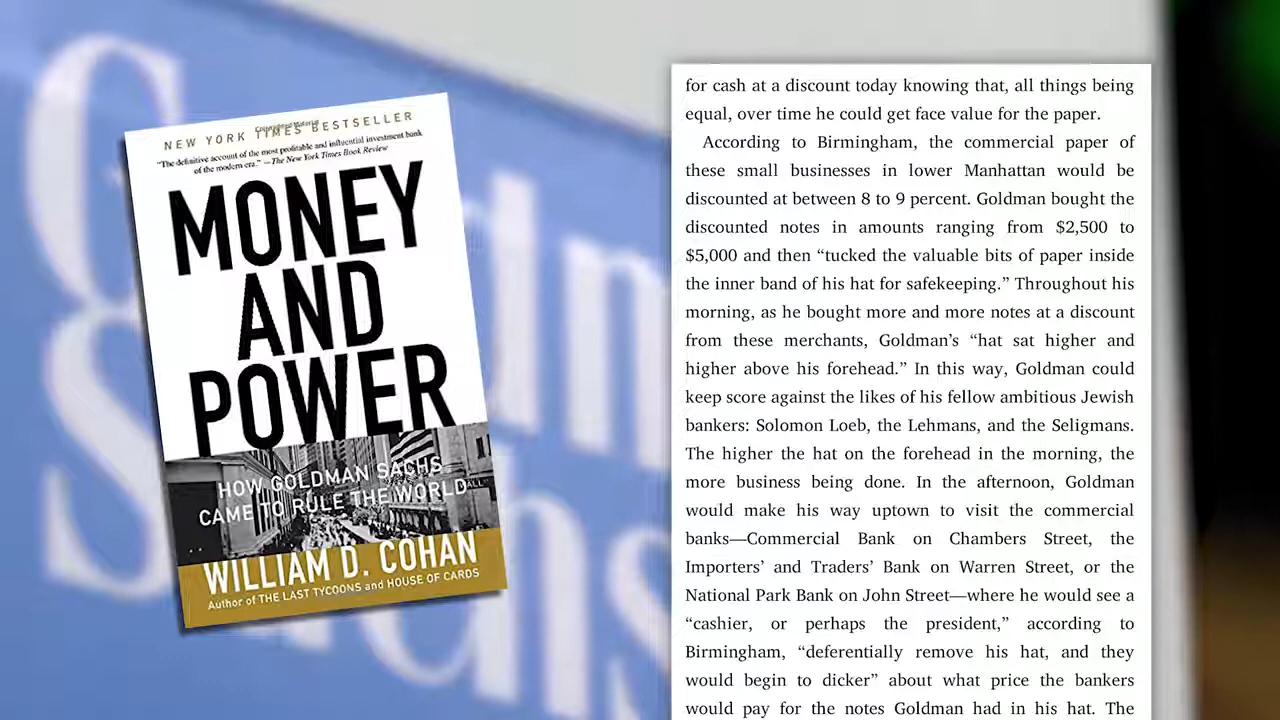 Copyrighted Material
NEW YORK TIMES BESTSELLER
“The definitive account of the most profitable and influential investment bank
of the modern era.” —The New York Times Book Review
MONEY
AND
POWER
HOW GOLDMAN SACHS
CAME TO RULE THE WORLD
WILLIAM D. COHAN
Author of THE LAST TYCOONS and HOUSE OF CARDS
for cash at a discount today knowing that, all things being
equal, over time he could get face value for the paper.
According to Birmingham, the commercial paper of
these small businesses in lower Manhattan would be
discounted at between 8 to 9 percent. Goldman bought the
discounted notes in amounts ranging from $2,500 to
$5,000 and then “tucked the valuable bits of paper inside
the inner band of his hat for safekeeping.” Throughout his
morning, as he bought more and more notes at a discount
from these merchants, Goldman’s “hat sat higher and
higher above his forehead.” In this way, Goldman could
keep score against the likes of his fellow ambitious Jewish
bankers: Solomon Loeb, the Lehmans, and the Seligmans.
The higher the hat on the forehead in the morning, the
more business being done. In the afternoon, Goldman
would make his way uptown to visit the commercial
banks—Commercial Bank on Chambers Street, the
Importers’ and Traders’ Bank on Warren Street, or the
National Park Bank on John Street—where he would see a
“cashier, or perhaps the president,” according to
Birmingham, “deferentially remove his hat, and they
would begin to dicker” about what price the bankers
would pay for the notes Goldman had in his hat. The